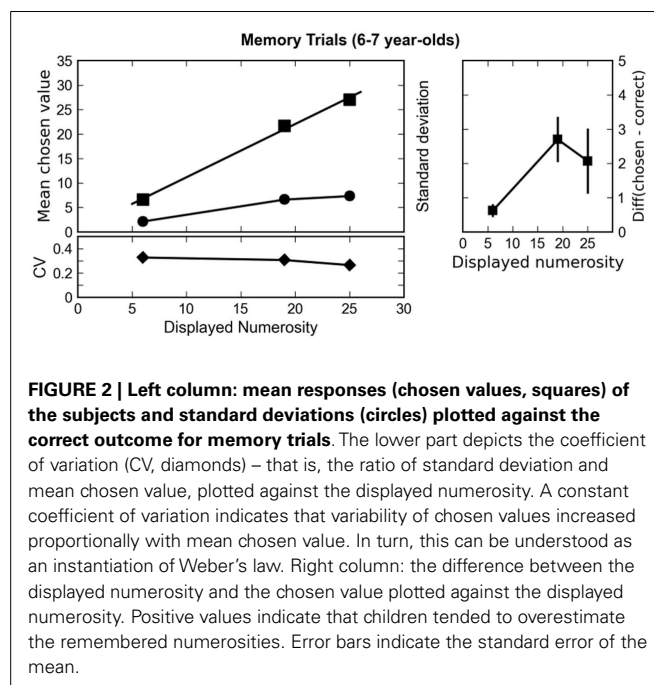 Memory Trials (6-7 year-olds)
Mean chosen value
35
30
25
20
15
10
5
0
Standard deviation
CV
0.4
0.2
0
0 5 10 15 20 25 30
Displayed Numerosity
5
4
3
2
1
0
Diff(chosen - correct)
0 5 10 15 20 25
Displayed numerosity
FIGURE 2 | Left column: mean responses (chosen values, squares) of
the subjects and standard deviations (circles) plotted against the
correct outcome for memory trials. The lower part depicts the coefficient
of variation (CV, diamonds) – that is, the ratio of standard deviation and
mean chosen value, plotted against the displayed numerosity. A constant
coefficient of variation indicates that variability of chosen values increased
proportionally with mean chosen value. In turn, this can be understood as
an instantiation of Weber's law. Right column: the difference between the
displayed numerosity and the chosen value plotted against the displayed
numerosity. Positive values indicate that children tended to overestimate
the remembered numerosities. Error bars indicate the standard error of the
mean.